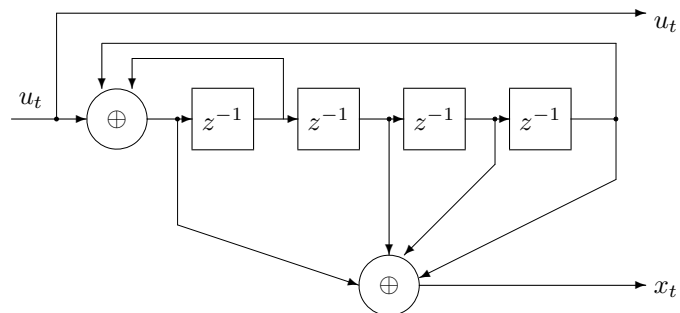 u_t
u_t
⊕ z⁻¹ z⁻¹ z⁻¹ z⁻¹
⊕ x_t